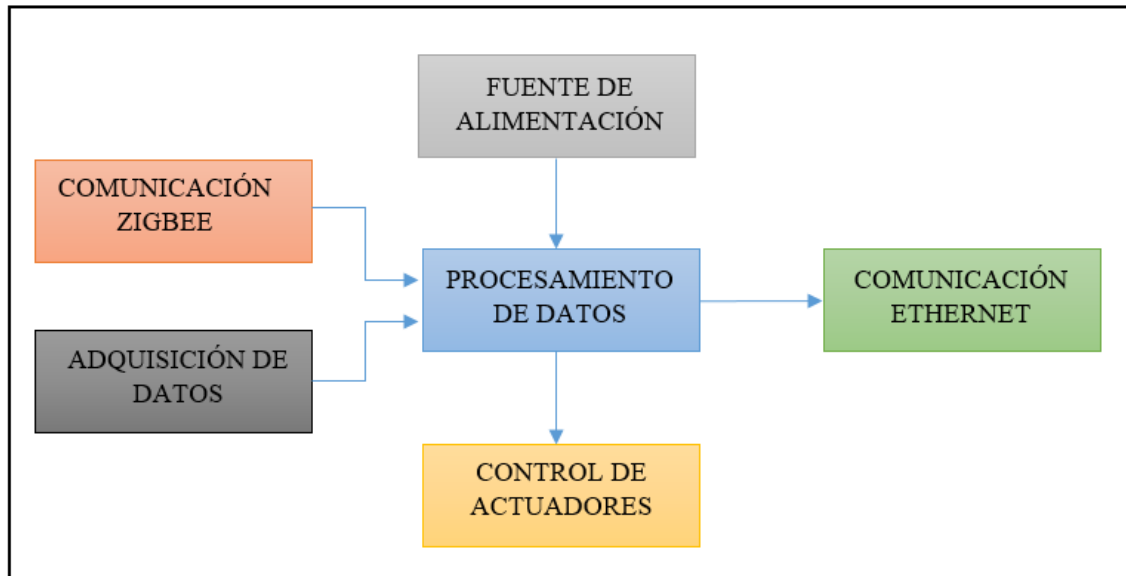 FUENTE DE
ALIMENTACIÓN
COMUNICACIÓN
ZIGBEE
PROCESAMIENTO
DE DATOS
COMUNICACIÓN
ETHERNET
ADQUISICIÓN DE
DATOS
CONTROL DE
ACTUADORES